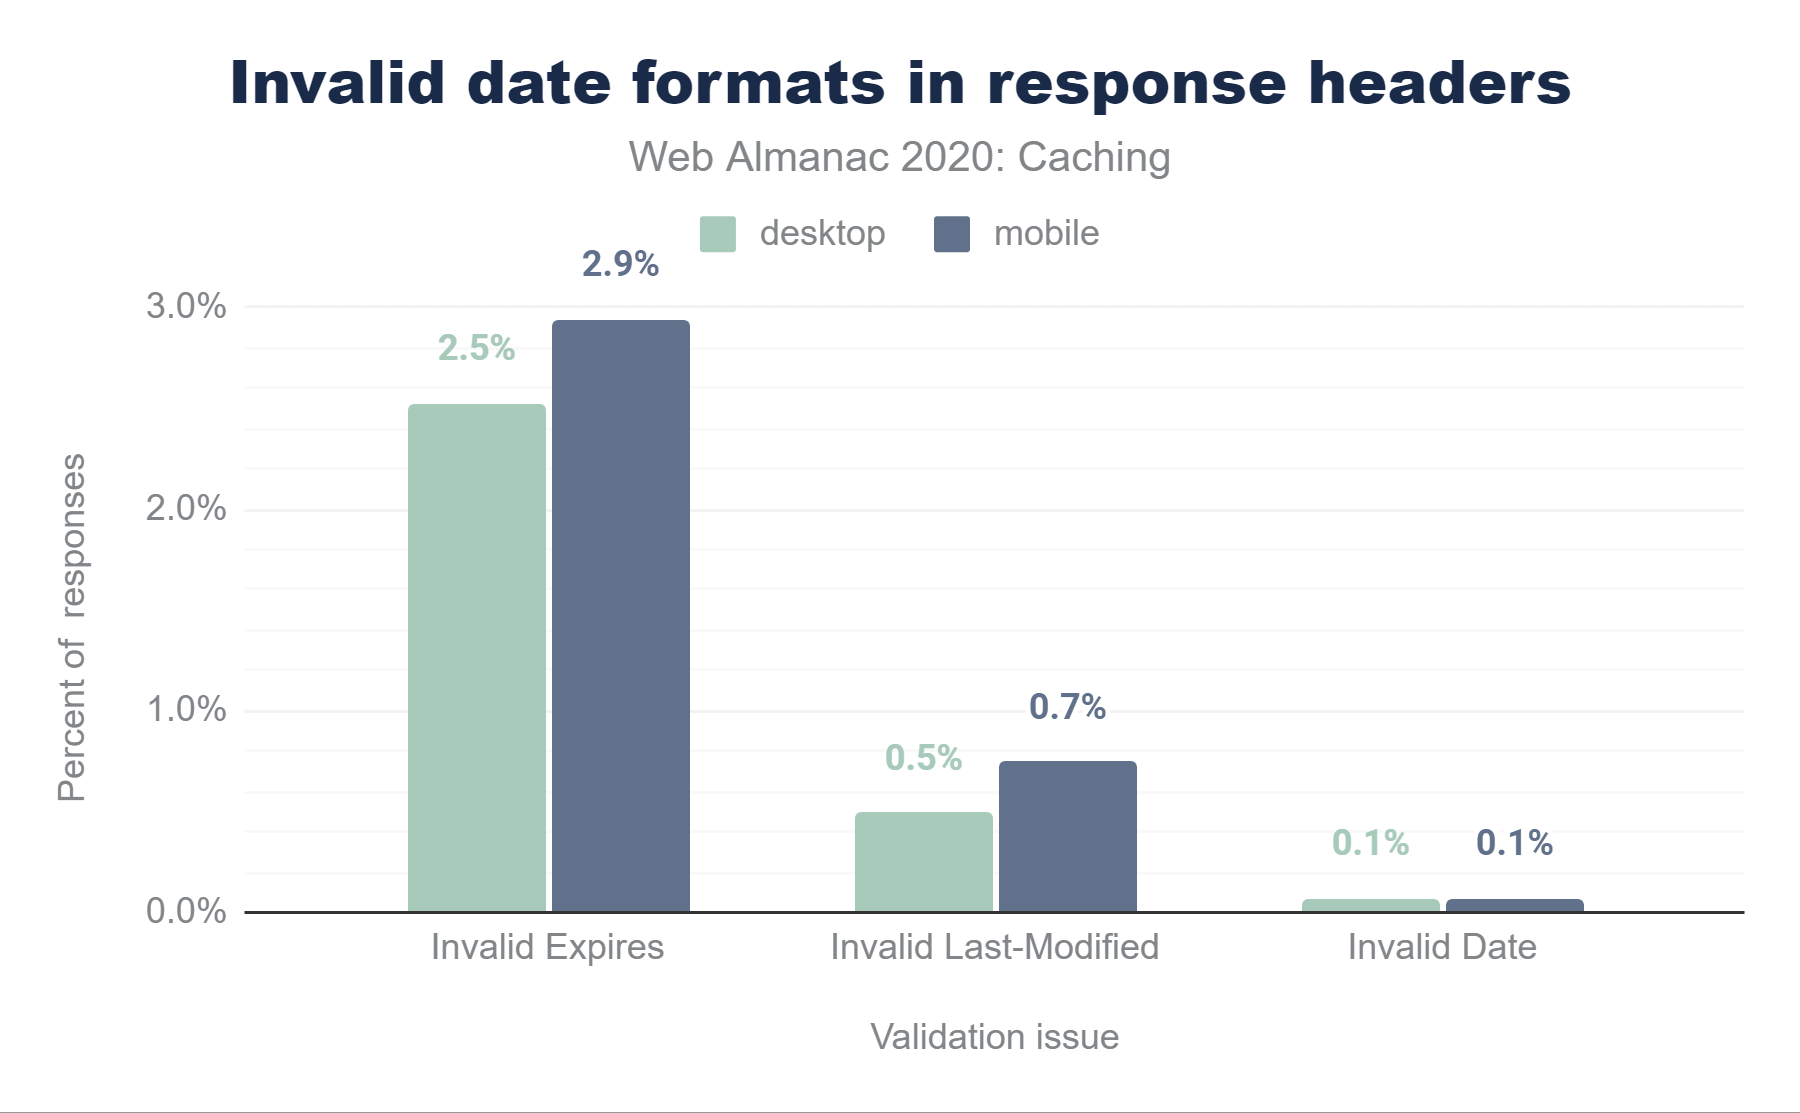 Invalid date formats in response headers
Web Almanac 2020: Caching
desktop mobile
2.9%
3.0%
2.5%
2.0%
1.0%
0.7%
0.5%
0.1% 0.1%
0.0%
Invalid Expires Invalid Last-Modified Invalid Date
Validation issue
Percent of responses